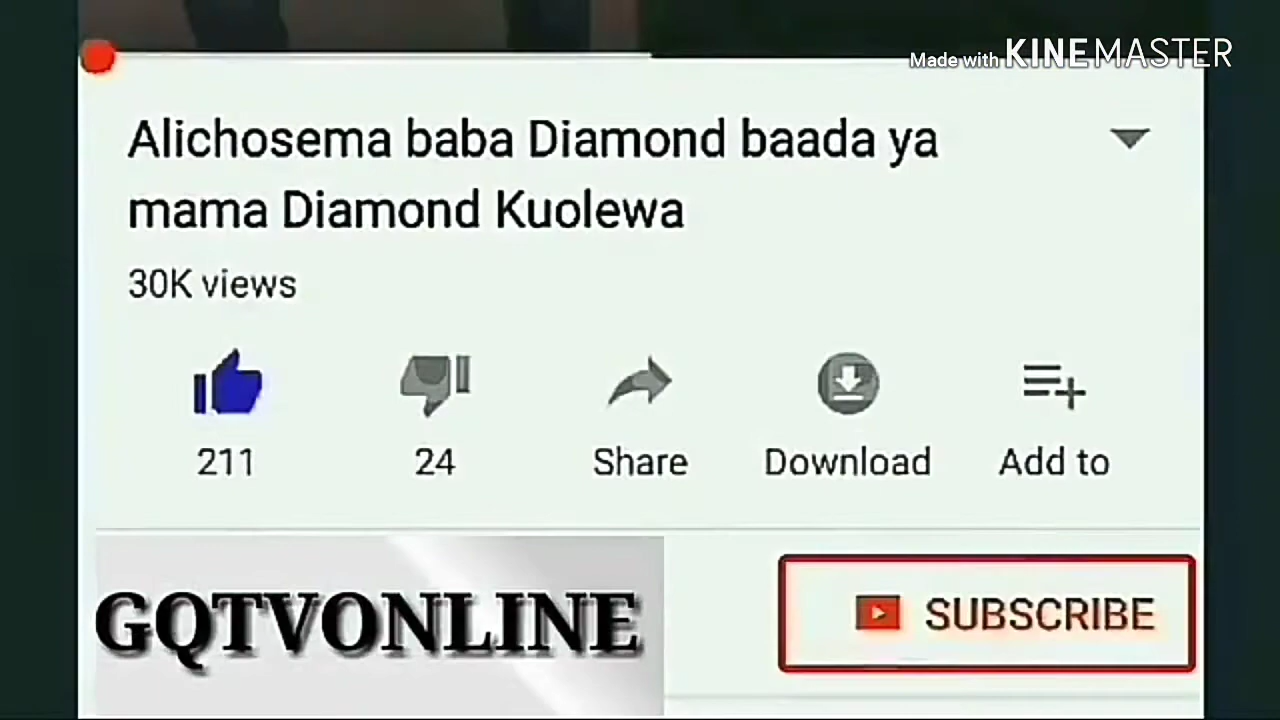 Made with KINEMASTER
Alichosema baba Diamond baada ya
mama Diamond Kuolewa
30K views
211 24 Share Download Add to
GQTVONLINE SUBSCRIBE